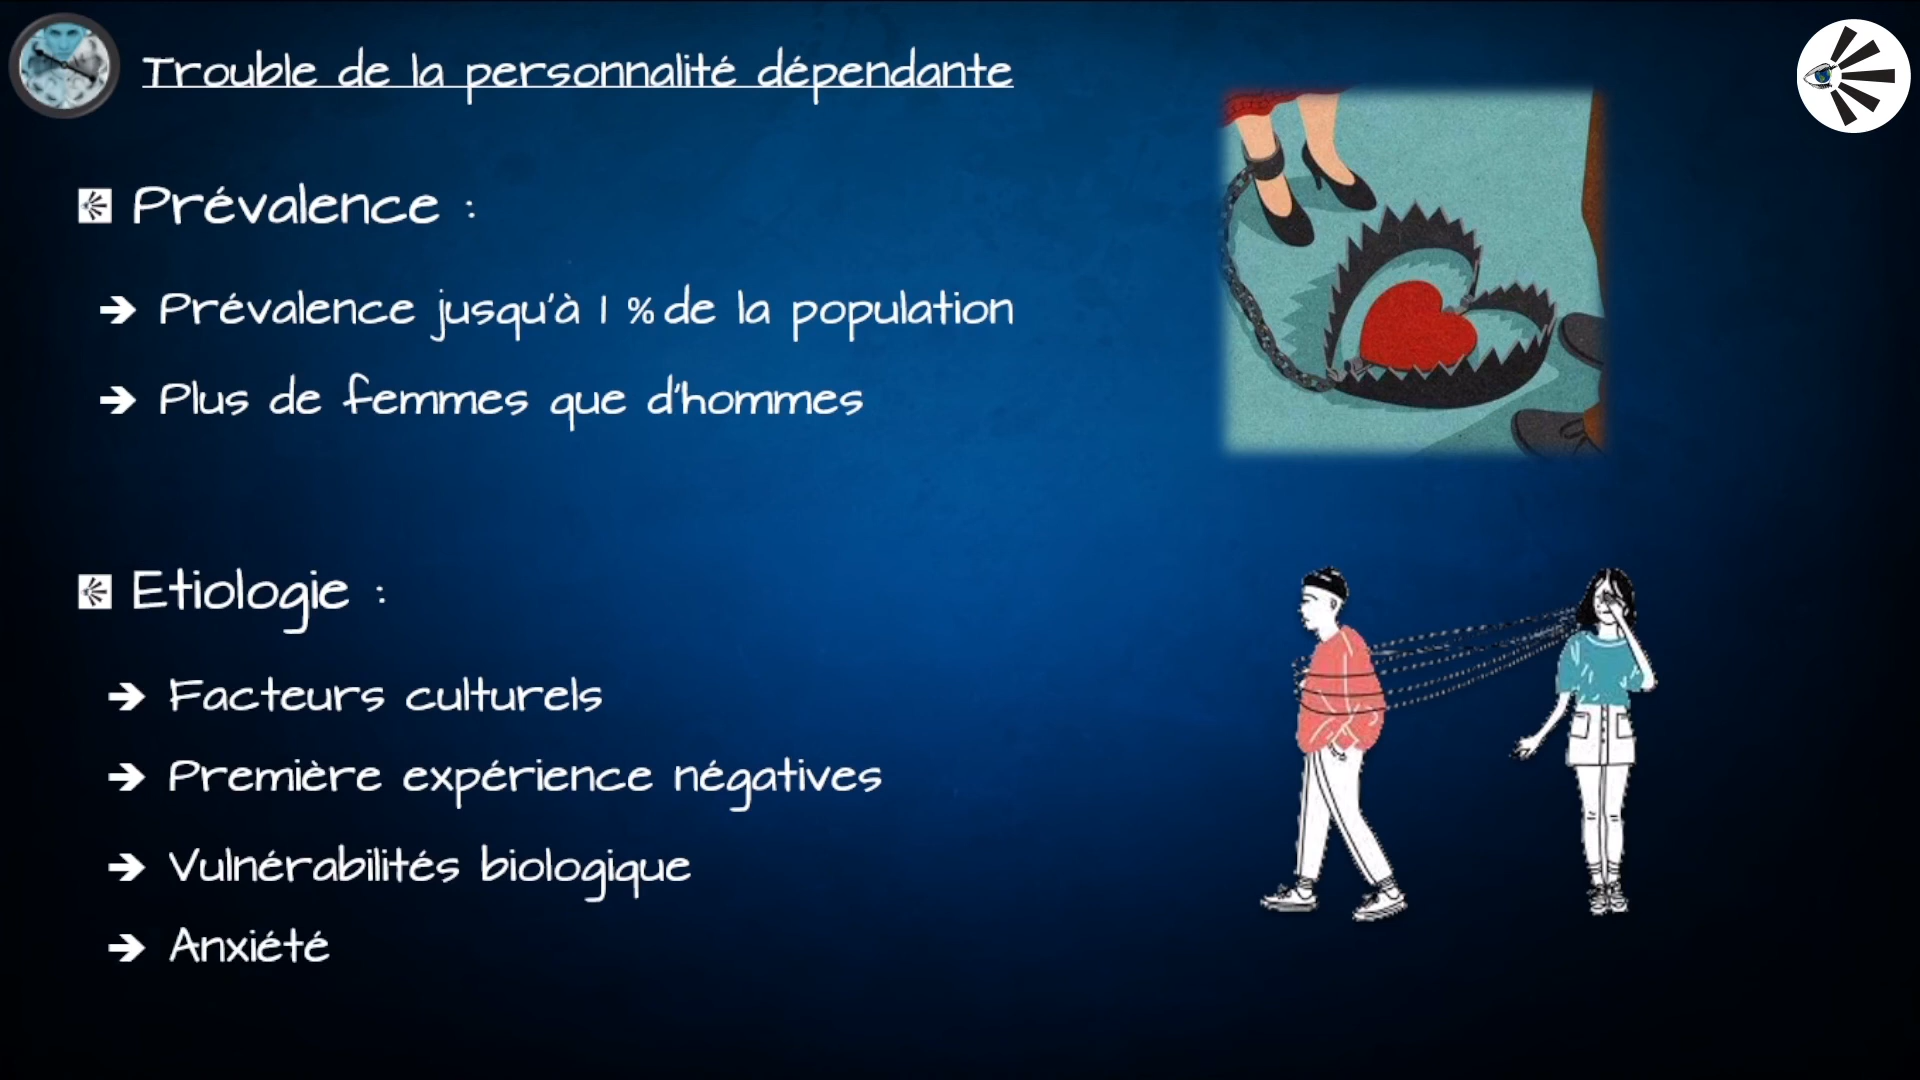 Trouble de la personnalité dépendante
Prévalence :
Prévalence jusqu'à 1 % de la population
Plus de femmes que d'hommes
Etiologie :
Facteurs culturels
Première expérience négatives
Vulnérabilités biologique
Anxiété